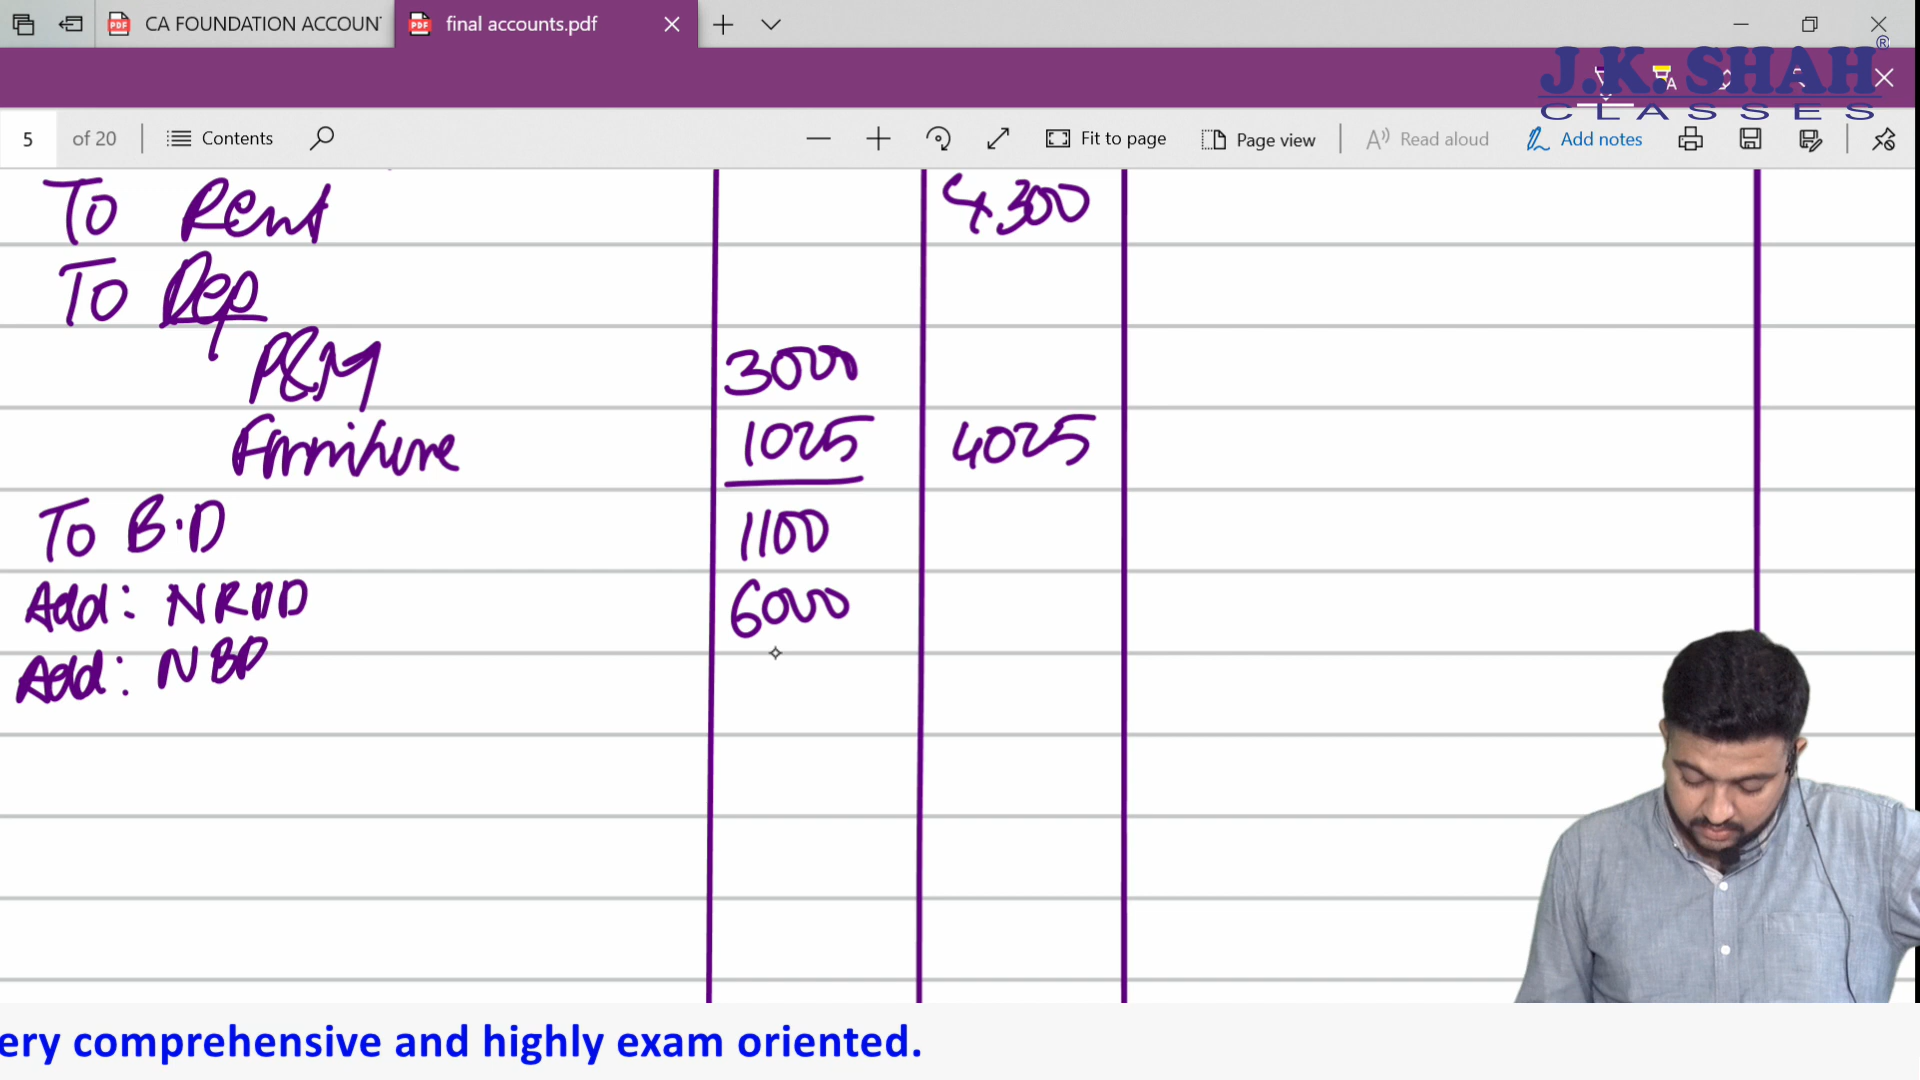 CA FOUNDATION ACCOUN
final accounts.pdf
J.K. SHAH ®
CLASSES
5 of 20 Contents Fit to page Page view Read aloud Add notes
To Rent 4300
To Dep
P&M 3000
Furniture 1025 4025
To B.D 1100
Add: NRDD 6000
Add: NBD
ery comprehensive and highly exam oriented.